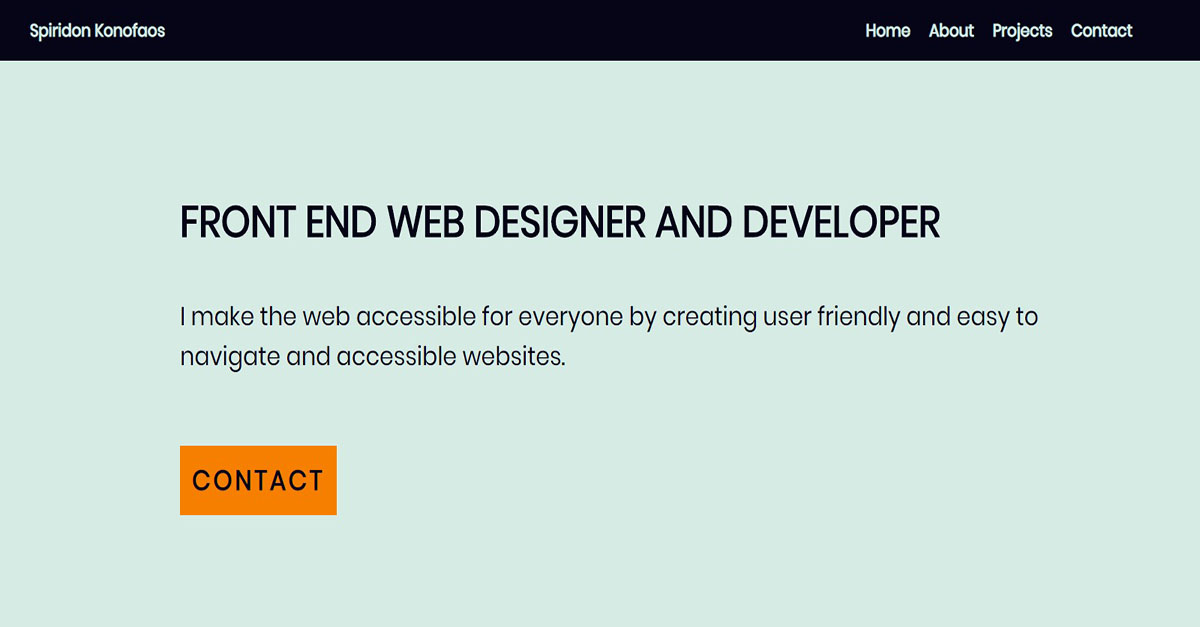 Spiridon Konofaos
Home About Projects Contact
FRONT END WEB DESIGNER AND DEVELOPER
I make the web accessible for everyone by creating user friendly and easy to
navigate and accessible websites.
CONTACT